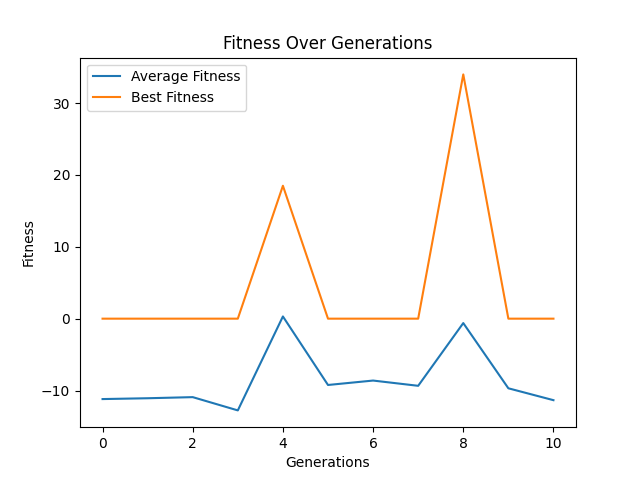 Fitness Over Generations
Average Fitness
Best Fitness
30
20
10
0
−10
Fitness
0 2 4 6 8 10
Generations